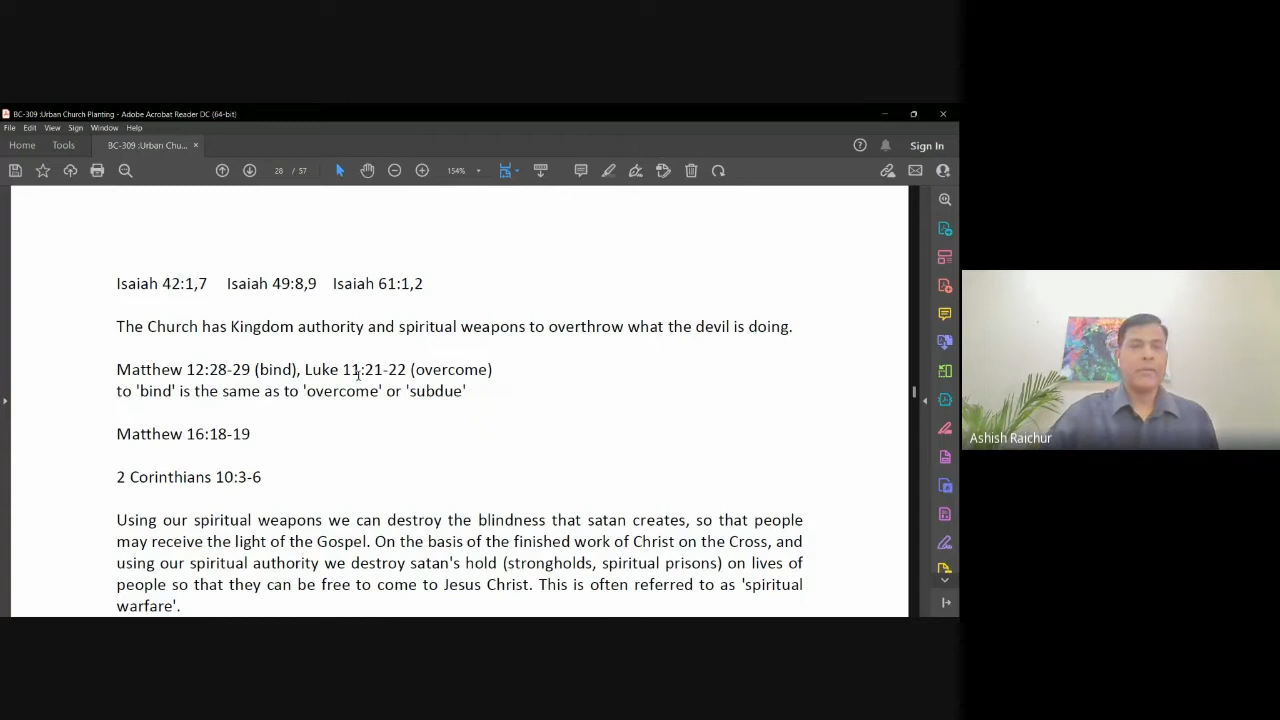 BC-309 :Urban Church Planting - Adobe Acrobat Reader DC (64-bit)
File Edit View Sign Window Help
Home Tools BC-309 :Urban Chu... × Sign In
28 / 57 154%
Isaiah 42:1,7 Isaiah 49:8,9 Isaiah 61:1,2
The Church has Kingdom authority and spiritual weapons to overthrow what the devil is doing.
Matthew 12:28-29 (bind), Luke 11:21-22 (overcome)
to 'bind' is the same as to 'overcome' or 'subdue'
Matthew 16:18-19
2 Corinthians 10:3-6
Using our spiritual weapons we can destroy the blindness that satan creates, so that people
may receive the light of the Gospel. On the basis of the finished work of Christ on the Cross, and
using our spiritual authority we destroy satan's hold (strongholds, spiritual prisons) on lives of
people so that they can be free to come to Jesus Christ. This is often referred to as 'spiritual
warfare'.
Ashish Raichur